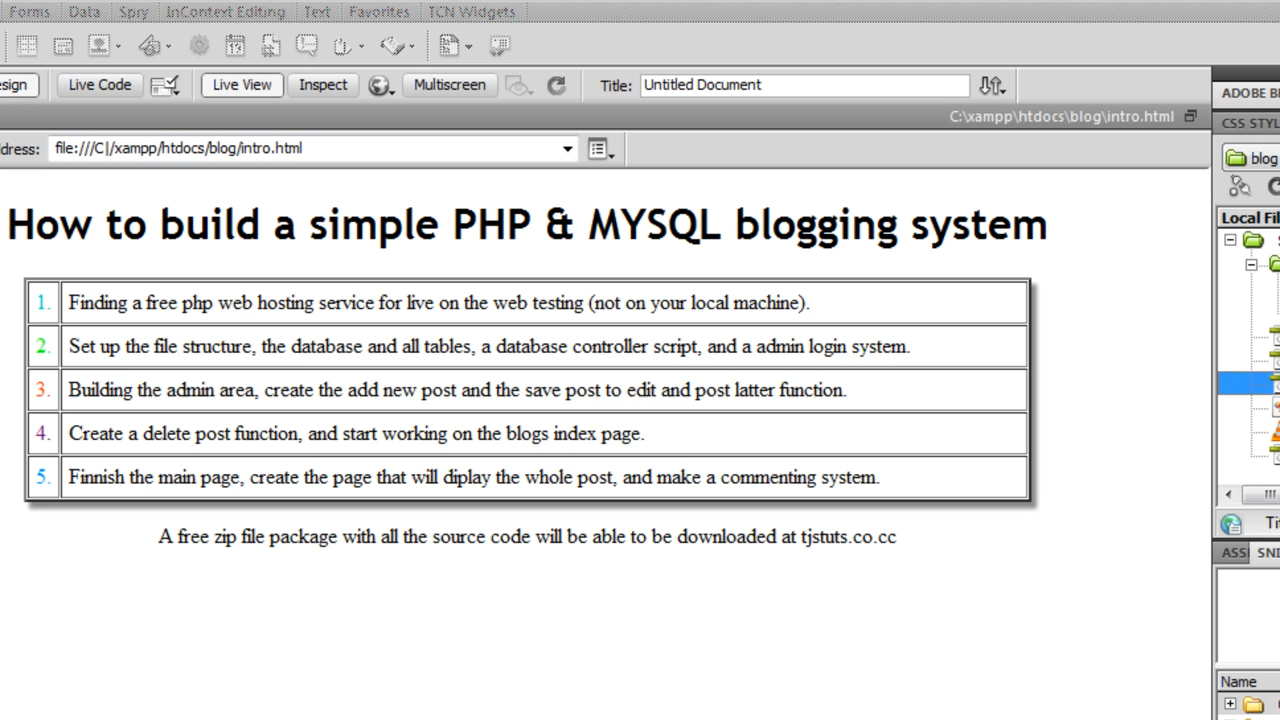 Forms Data Spry InContext Editing Text Favorites TCN Widgets
sign Live Code Live View Inspect Multiscreen Title: Untitled Document
ADOBE B
C:\xampp\htdocs\blog\intro.html
CSS STYL
dress: file:///C|/xampp/htdocs/blog/intro.html
blog
Local Fil
How to build a simple PHP & MYSQL blogging system
1. Finding a free php web hosting service for live on the web testing (not on your local machine).
2. Set up the file structure, the database and all tables, a database controller script, and a admin login system.
3. Building the admin area, create the add new post and the save post to edit and post latter function.
4. Create a delete post function, and start working on the blogs index page.
5. Finnish the main page, create the page that will diplay the whole post, and make a commenting system.
A free zip file package with all the source code will be able to be downloaded at tjstuts.co.cc
Ti
ASS SNI
Name